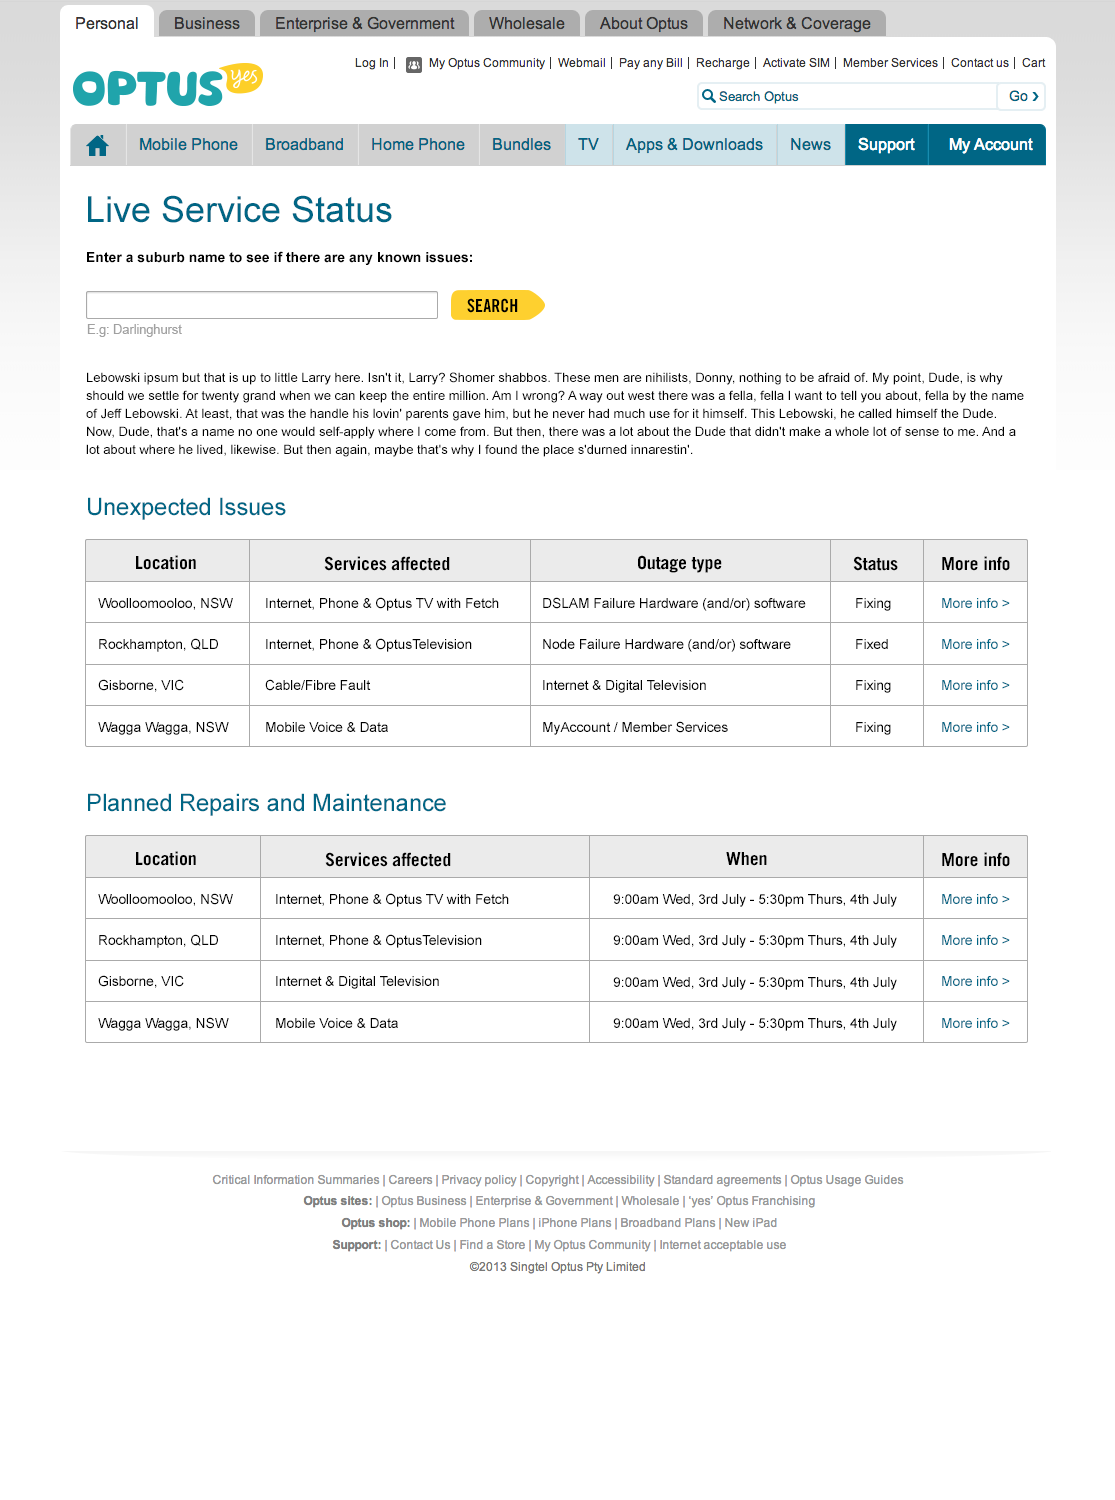 Personal Business Enterprise & Government Wholesale About Optus Network & Coverage
Log In | My Optus Community | Webmail | Pay any Bill | Recharge | Activate SIM | Member Services | Contact us | Cart
OPTUS yes
Search Optus Go ›
Mobile Phone Broadband Home Phone Bundles TV Apps & Downloads News Support My Account
Live Service Status
Enter a suburb name to see if there are any known issues:
SEARCH
E.g: Darlinghurst
Lebowski ipsum but that is up to little Larry here. Isn't it, Larry? Shomer shabbos. These men are nihilists, Donny, nothing to be afraid of. My point, Dude, is why
should we settle for twenty grand when we can keep the entire million. Am I wrong? A way out west there was a fella, fella I want to tell you about, fella by the name
of Jeff Lebowski. At least, that was the handle his lovin' parents gave him, but he never had much use for it himself. This Lebowski, he called himself the Dude.
Now, Dude, that's a name no one would self-apply where I come from. But then, there was a lot about the Dude that didn't make a whole lot of sense to me. And a
lot about where he lived, likewise. But then again, maybe that's why I found the place s'durned innarestin'.
Unexpected Issues
Location Services affected Outage type Status More info
Woolloomooloo, NSW Internet, Phone & Optus TV with Fetch DSLAM Failure Hardware (and/or) software Fixing More info >
Rockhampton, QLD Internet, Phone & OptusTelevision Node Failure Hardware (and/or) software Fixed More info >
Gisborne, VIC Cable/Fibre Fault Internet & Digital Television Fixing More info >
Wagga Wagga, NSW Mobile Voice & Data MyAccount / Member Services Fixing More info >
Planned Repairs and Maintenance
Location Services affected When More info
Woolloomooloo, NSW Internet, Phone & Optus TV with Fetch 9:00am Wed, 3rd July - 5:30pm Thurs, 4th July More info >
Rockhampton, QLD Internet, Phone & OptusTelevision 9:00am Wed, 3rd July - 5:30pm Thurs, 4th July More info >
Gisborne, VIC Internet & Digital Television 9:00am Wed, 3rd July - 5:30pm Thurs, 4th July More info >
Wagga Wagga, NSW Mobile Voice & Data 9:00am Wed, 3rd July - 5:30pm Thurs, 4th July More info >
Critical Information Summaries | Careers | Privacy policy | Copyright | Accessibility | Standard agreements | Optus Usage Guides
Optus sites: | Optus Business | Enterprise & Government | Wholesale | 'yes' Optus Franchising
Optus shop: | Mobile Phone Plans | iPhone Plans | Broadband Plans | New iPad
Support: | Contact Us | Find a Store | My Optus Community | Internet acceptable use
©2013 Singtel Optus Pty Limited